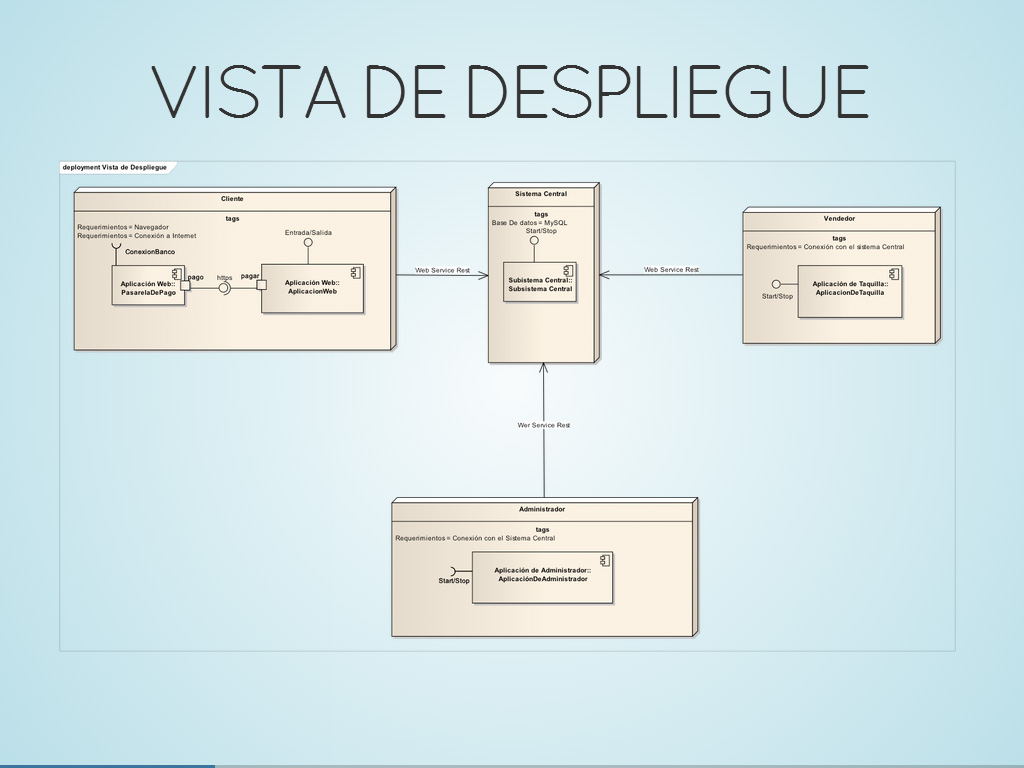 VISTA DE DESPLIEGUE
deployment Vista de Despliegue
Cliente
tags
Requerimientos = Navegador
Requerimientos = Conexión a Internet
ConexionBanco
Entrada/Salida
pago
https
pagar
Aplicación Web::
PasarelaDePago
Aplicación Web::
AplicacionWeb
Web Service Rest
Sistema Central
tags
Base De datos = MySQL
Start/Stop
Subistema Central::
Subsistema Central
Web Service Rest
Vendedor
tags
Requerimientos = Conexión con el sistema Central
Start/Stop
Aplicación de Taquilla::
AplicacionDeTaquilla
Wer Service Rest
Administrador
tags
Requerimientos = Conexión con el Sistema Central
Start/Stop
Aplicación de Administrador::
AplicaciónDeAdministrador